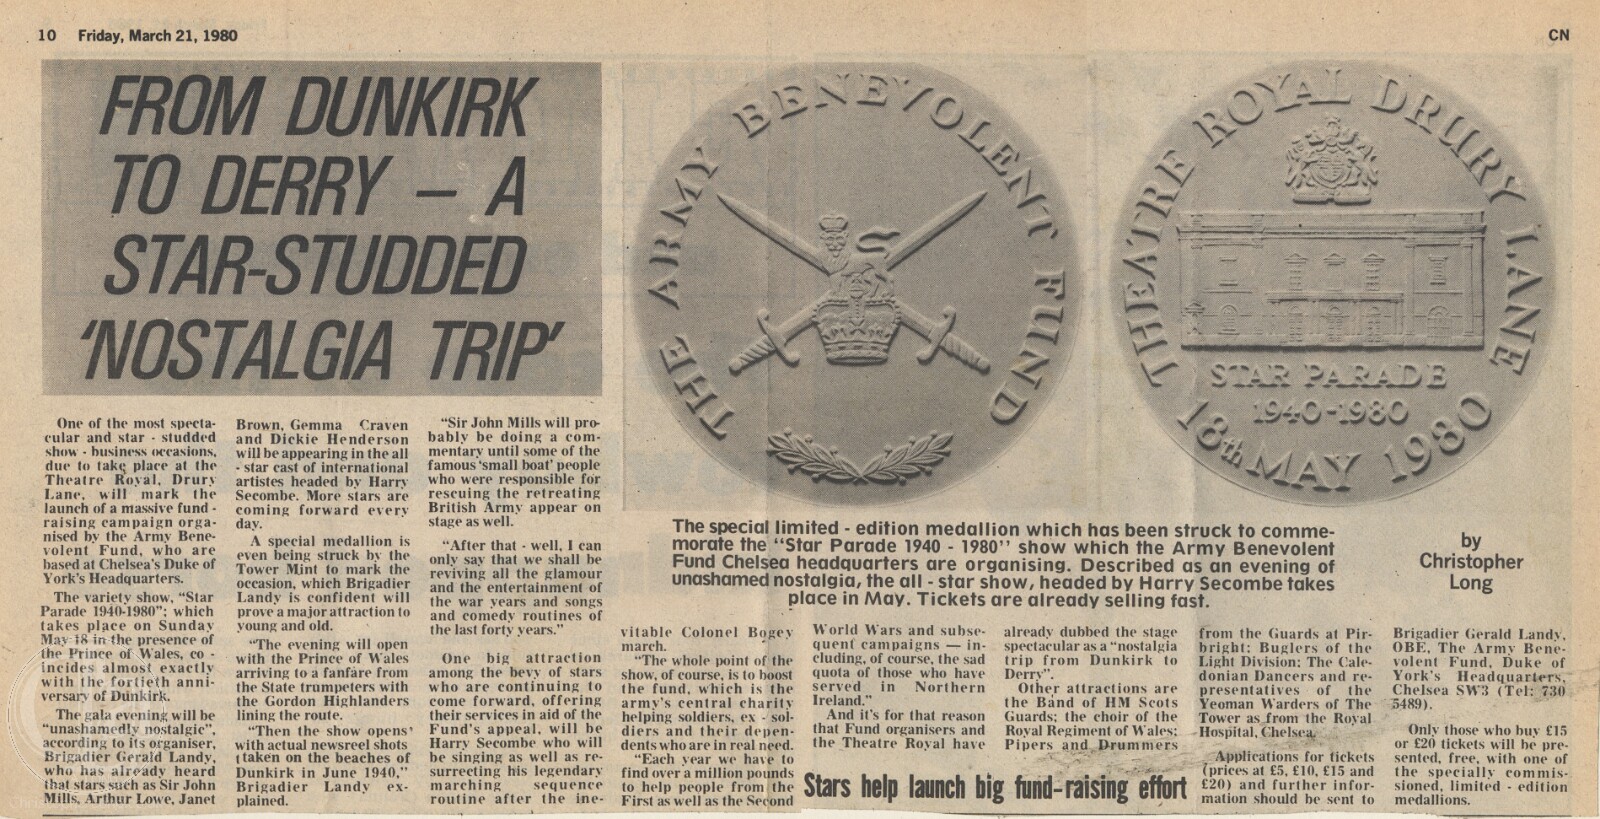 10 Friday, March 21, 1980
CN
FROM DUNKIRK
TO DERRY – A
STAR-STUDDED
'NOSTALGIA TRIP'
THE ARMY BENEVOLENT FUND
THEATRE ROYAL DRURY LANE
STAR PARADE
1940-1980
18th MAY 1980
The special limited - edition medallion which has been struck to comme-
morate the "Star Parade 1940 - 1980" show which the Army Benevolent
Fund Chelsea headquarters are organising. Described as an evening of
unashamed nostalgia, the all - star show, headed by Harry Secombe takes
place in May. Tickets are already selling fast.
by
Christopher
Long
One of the most specta-
cular and star - studded
show - business occasions,
due to take place at the
Theatre Royal, Drury
Lane, will mark the
launch of a massive fund -
raising campaign orga-
nised by the Army Bene-
volent Fund, who are
based at Chelsea's Duke of
York's Headquarters.
The variety show, "Star
Parade 1940-1980"; which
takes place on Sunday
May 18 in the presence of
the Prince of Wales, co -
incides almost exactly
with the fortieth anni-
versary of Dunkirk.
The gala evening will be
"unashamedly nostalgic",
according to its organiser,
Brigadier Gerald Landy,
who has already heard
that stars such as Sir John
Mills, Arthur Lowe, Janet
Brown, Gemma Craven
and Dickie Henderson
will be appearing in the all
- star cast of international
artistes headed by Harry
Secombe. More stars are
coming forward every
day.
A special medallion is
even being struck by the
Tower Mint to mark the
occasion, which Brigadier
Landy is confident will
prove a major attraction to
young and old.
"The evening will open
with the Prince of Wales
arriving to a fanfare from
the State trumpeters with
the Gordon Highlanders
lining the route.
"Then the show opens
with actual newsreel shots
taken on the beaches of
Dunkirk in June 1940,"
Brigadier Landy ex-
plained.
"Sir John Mills will pro-
bably be doing a com-
mentary until some of the
famous 'small boat' people
who were responsible for
rescuing the retreating
British Army appear on
stage as well.
"After that - well, I can
only say that we shall be
reviving all the glamour
and the entertainment of
the war years and songs
and comedy routines of
the last forty years."
One big attraction
among the bevy of stars
who are continuing to
come forward, offering
their services in aid of the
Fund's appeal, will be
Harry Secombe who will
be singing as well as re-
surrecting his legendary
marching sequence
routine after the ine-
vitable Colonel Bogey
march.
"The whole point of the
show, of course, is to boost
the fund, which is the
army's central charity
helping soldiers, ex - sol-
diers and their depen-
dents who are in real need.
"Each year we have to
find over a million pounds
to help people from the
First as well as the Second
World Wars and subse-
quent campaigns — in-
cluding, of course, the sad
quota of those who have
served in Northern
Ireland."
And it's for that reason
that Fund organisers and
the Theatre Royal have
already dubbed the stage
spectacular as a "nostalgia
trip from Dunkirk to
Derry".
Other attractions are
the Band of HM Scots
Guards; the choir of the
Royal Regiment of Wales;
Pipers and Drummers
from the Guards at Pir-
bright; Buglers of the
Light Division; The Cale-
donian Dancers and re-
presentatives of the
Yeoman Warders of The
Tower as from the Royal
Hospital, Chelsea.
Applications for tickets
(prices at £5, £10, £15 and
£20) and further infor-
mation should be sent to
Brigadier Gerald Landy,
OBE, The Army Bene-
volent Fund, Duke of
York's Headquarters,
Chelsea SW3 (Tel: 730
5489).
Only those who buy £15
or £20 tickets will be pre-
sented, free, with one of
the specially commis-
sioned, limited - edition
medallions.
Stars help launch big fund-raising effort